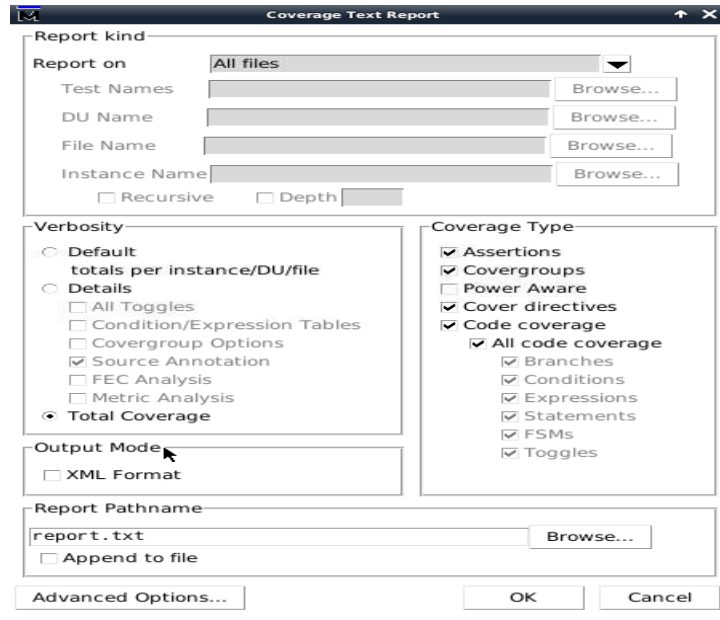 Coverage Text Report
Report kind
Report on All files
Test Names Browse...
DU Name Browse...
File Name Browse...
Instance Name Browse...
Recursive Depth
Verbosity
Default
totals per instance/DU/file
Details
All Toggles
Condition/Expression Tables
Covergroup Options
Source Annotation
FEC Analysis
Metric Analysis
Total Coverage
Coverage Type
Assertions
Covergroups
Power Aware
Cover directives
Code coverage
All code coverage
Branches
Conditions
Expressions
Statements
FSMs
Toggles
Output Mode
XML Format
Report Pathname
report.txt Browse...
Append to file
Advanced Options... OK Cancel